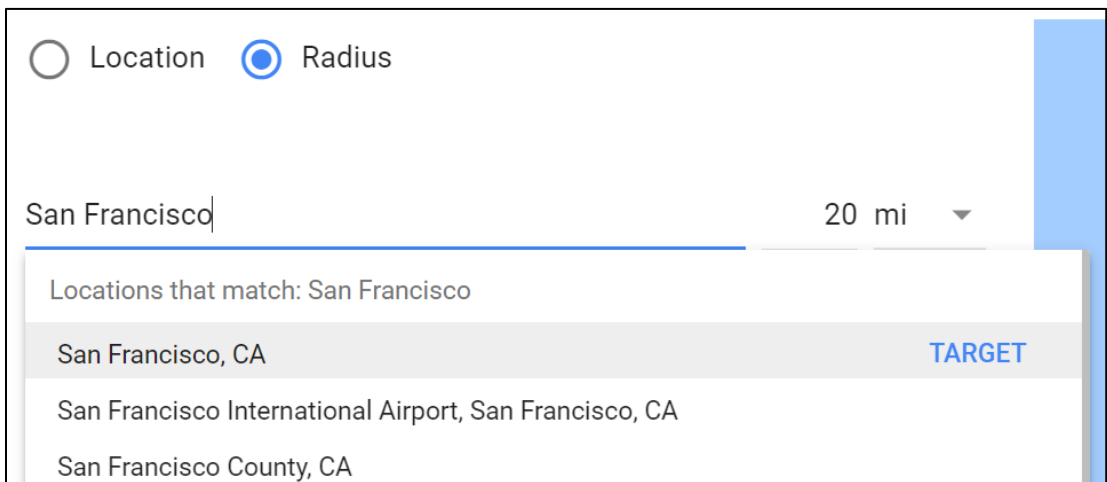 Location Radius
San Francisco 20 mi
Locations that match: San Francisco
San Francisco, CA TARGET
San Francisco International Airport, San Francisco, CA
San Francisco County, CA